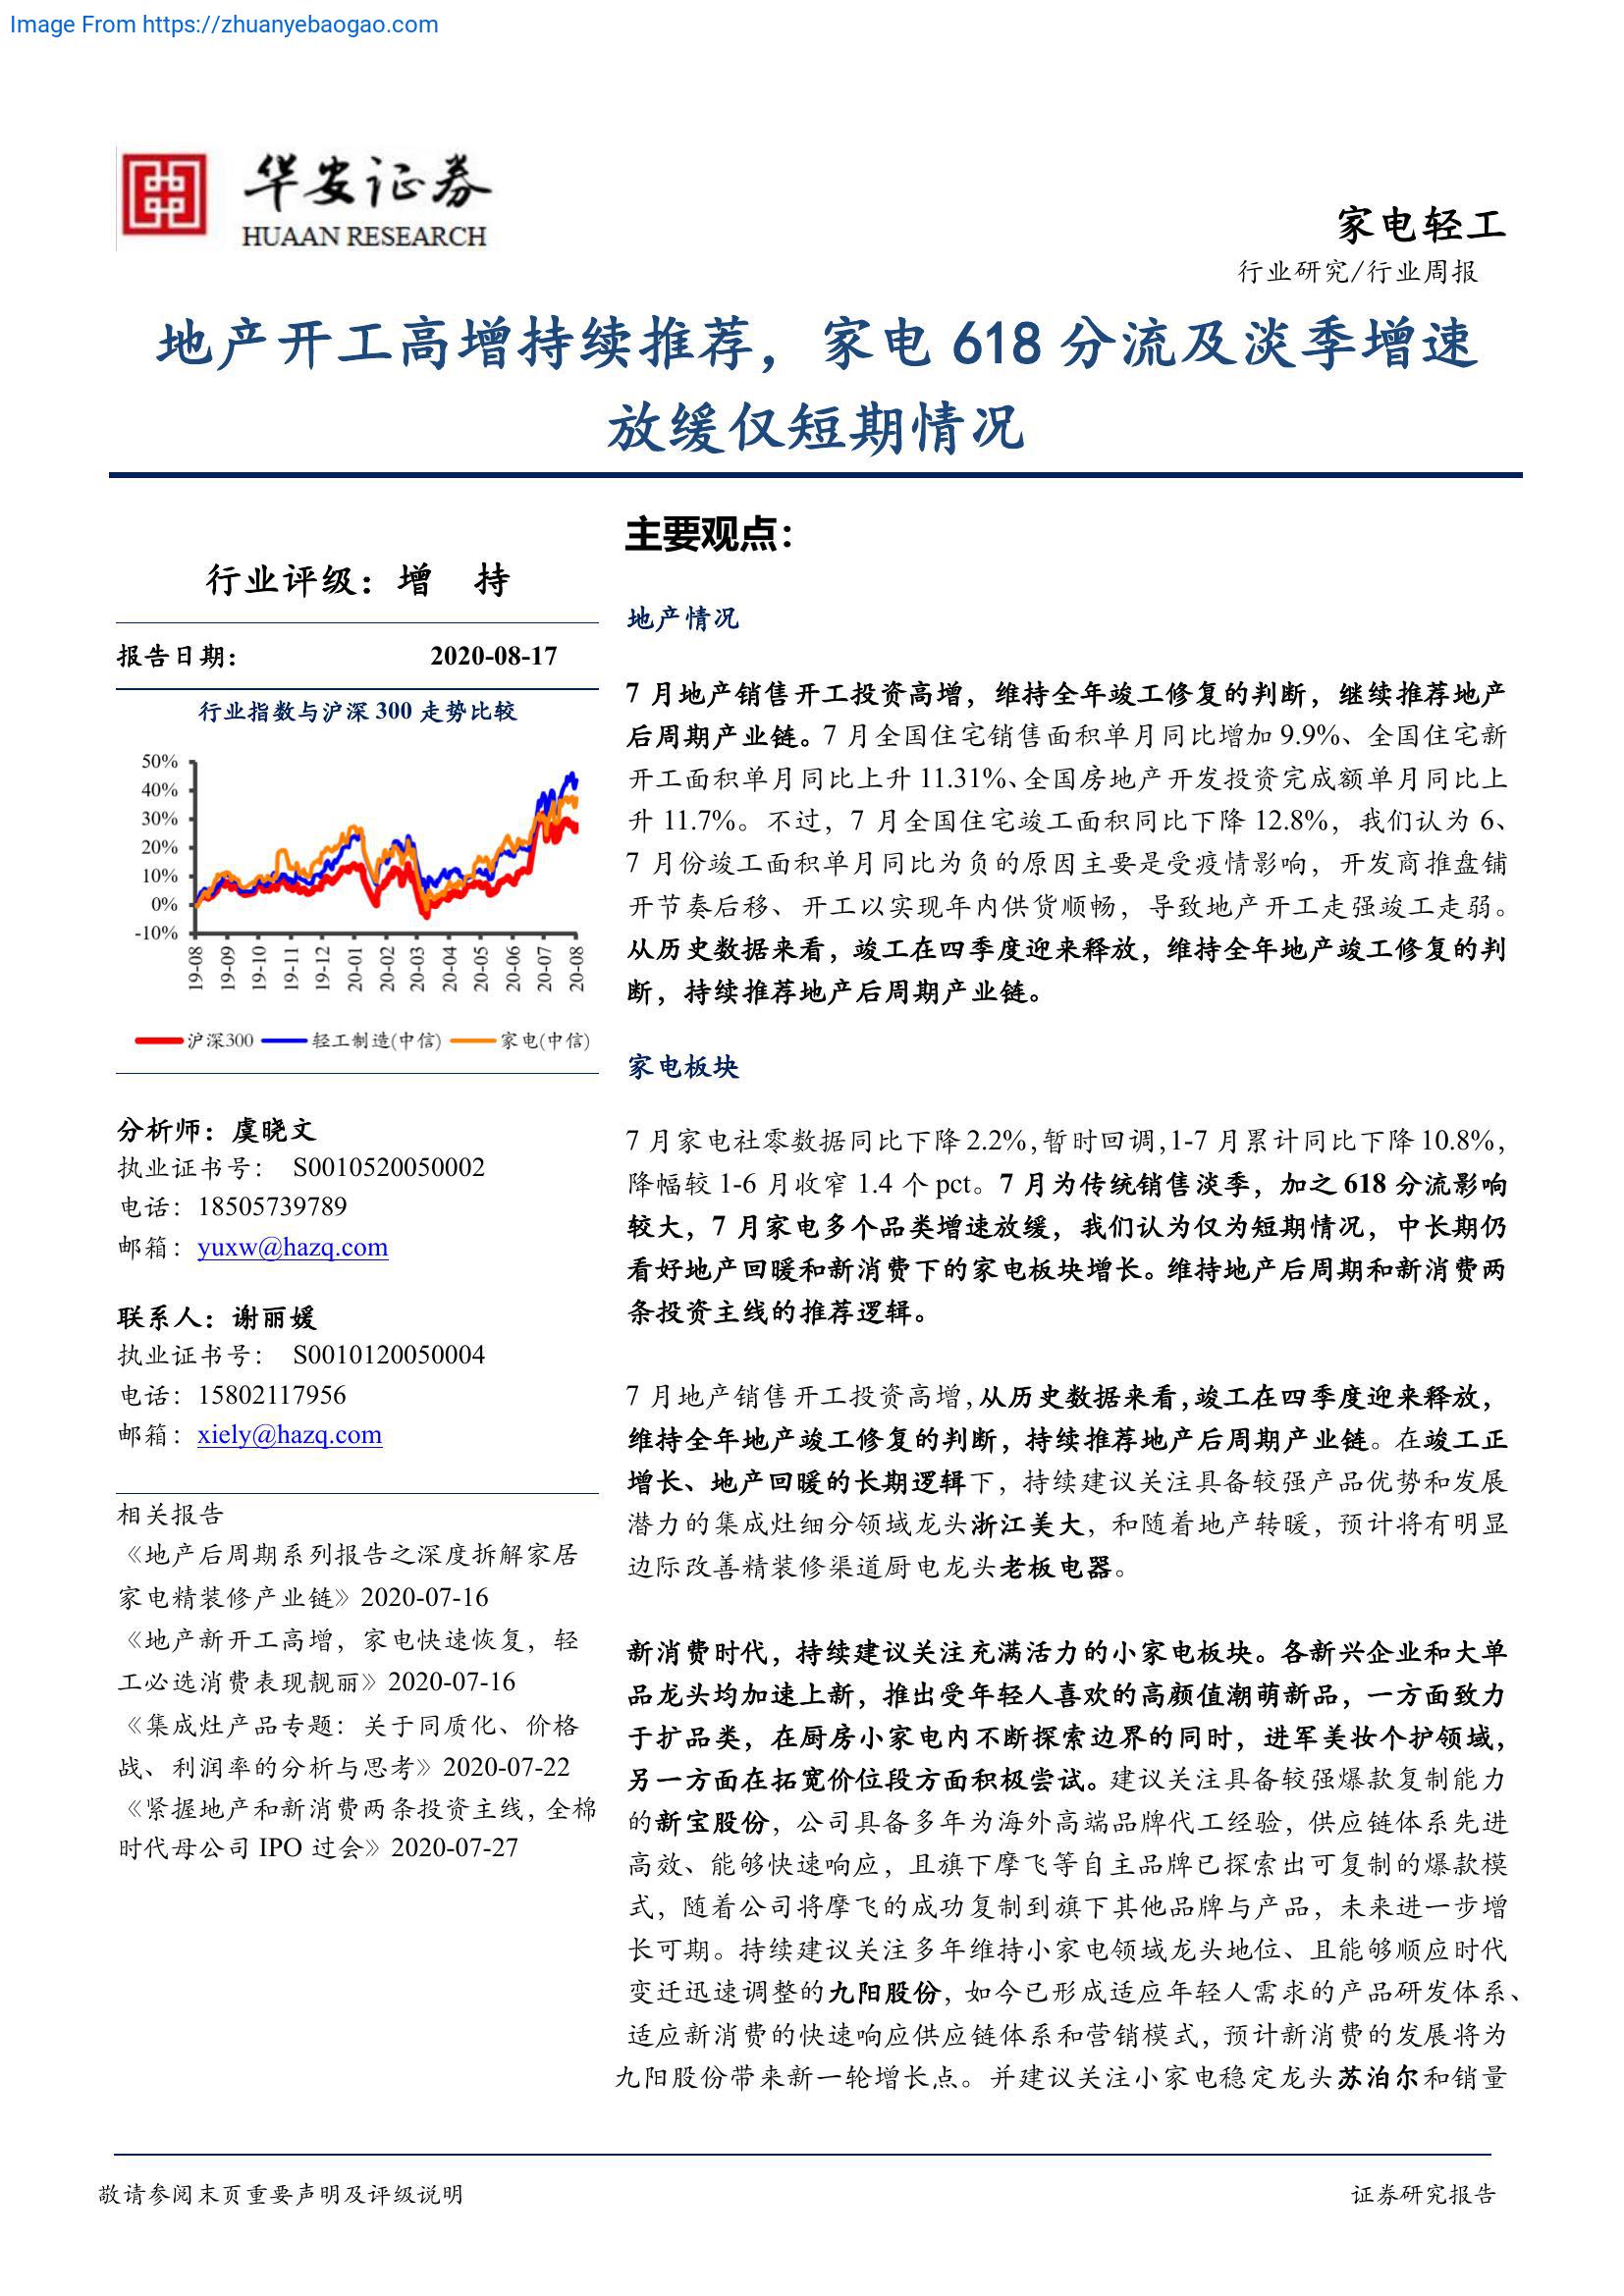 Image From https://zhuanyebaogao.com
华安证券
HUAAN RESEARCH
家电轻工
行业研究/行业周报
地产开工高增持续推荐，家电 618 分流及淡季增速
放缓仅短期情况
行业评级：增 持
报告日期： 2020-08-17
行业指数与沪深 300 走势比较
50%
40%
30%
20%
10%
0%
-10%
19-08
19-09
19-10
19-11
19-12
20-01
20-02
20-03
20-04
20-05
20-06
20-07
20-08
沪深300 轻工制造(中信) 家电(中信)
分析师：虞晓文
执业证书号： S0010520050002
电话：18505739789
邮箱：yuxw@hazq.com
联系人：谢丽媛
执业证书号： S0010120050004
电话：15802117956
邮箱：xiely@hazq.com
相关报告
《地产后周期系列报告之深度拆解家居
家电精装修产业链》2020-07-16
《地产新开工高增，家电快速恢复，轻
工必选消费表现靓丽》2020-07-16
《集成灶产品专题：关于同质化、价格
战、利润率的分析与思考》2020-07-22
《紧握地产和新消费两条投资主线，全棉
时代母公司 IPO 过会》2020-07-27
主要观点：
地产情况
7 月地产销售开工投资高增，维持全年竣工修复的判断，继续推荐地产
后周期产业链。7 月全国住宅销售面积单月同比增加 9.9%、全国住宅新
开工面积单月同比上升 11.31%、全国房地产开发投资完成额单月同比上
升 11.7%。不过，7 月全国住宅竣工面积同比下降 12.8%，我们认为 6、
7 月份竣工面积单月同比为负的原因主要是受疫情影响，开发商推盘铺
开节奏后移、开工以实现年内供货顺畅，导致地产开工走强竣工走弱。
从历史数据来看，竣工在四季度迎来释放，维持全年地产竣工修复的判
断，持续推荐地产后周期产业链。
家电板块
7 月家电社零数据同比下降 2.2%，暂时回调，1-7 月累计同比下降 10.8%，
降幅较 1-6 月收窄 1.4 个 pct。7 月为传统销售淡季，加之 618 分流影响
较大，7 月家电多个品类增速放缓，我们认为仅为短期情况，中长期仍
看好地产回暖和新消费下的家电板块增长。维持地产后周期和新消费两
条投资主线的推荐逻辑。
7 月地产销售开工投资高增，从历史数据来看，竣工在四季度迎来释放，
维持全年地产竣工修复的判断，持续推荐地产后周期产业链。在竣工正
增长、地产回暖的长期逻辑下，持续建议关注具备较强产品优势和发展
潜力的集成灶细分领域龙头浙江美大，和随着地产转暖，预计将有明显
边际改善精装修渠道厨电龙头老板电器。
新消费时代，持续建议关注充满活力的小家电板块。各新兴企业和大单
品龙头均加速上新，推出受年轻人喜欢的高颜值潮萌新品，一方面致力
于扩品类，在厨房小家电内不断探索边界的同时，进军美妆个护领域，
另一方面在拓宽价位段方面积极尝试。建议关注具备较强爆款复制能力
的新宝股份，公司具备多年为海外高端品牌代工经验，供应链体系先进
高效、能够快速响应，且旗下摩飞等自主品牌已探索出可复制的爆款模
式，随着公司将摩飞的成功复制到旗下其他品牌与产品，未来进一步增
长可期。持续建议关注多年维持小家电领域龙头地位、且能够顺应时代
变迁迅速调整的九阳股份，如今已形成适应年轻人需求的产品研发体系、
适应新消费的快速响应供应链体系和营销模式，预计新消费的发展将为
九阳股份带来新一轮增长点。并建议关注小家电稳定龙头苏泊尔和销量
敬请参阅末页重要声明及评级说明
证券研究报告